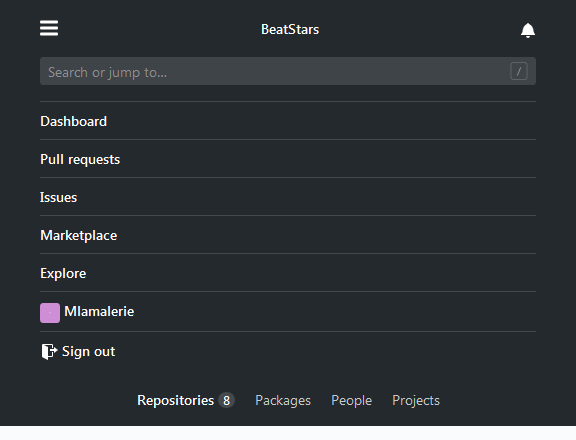 BeatStars
Search or jump to...
/
Dashboard
Pull requests
Issues
Marketplace
Explore
Mlamalerie
Sign out
Repositories 8 Packages People Projects